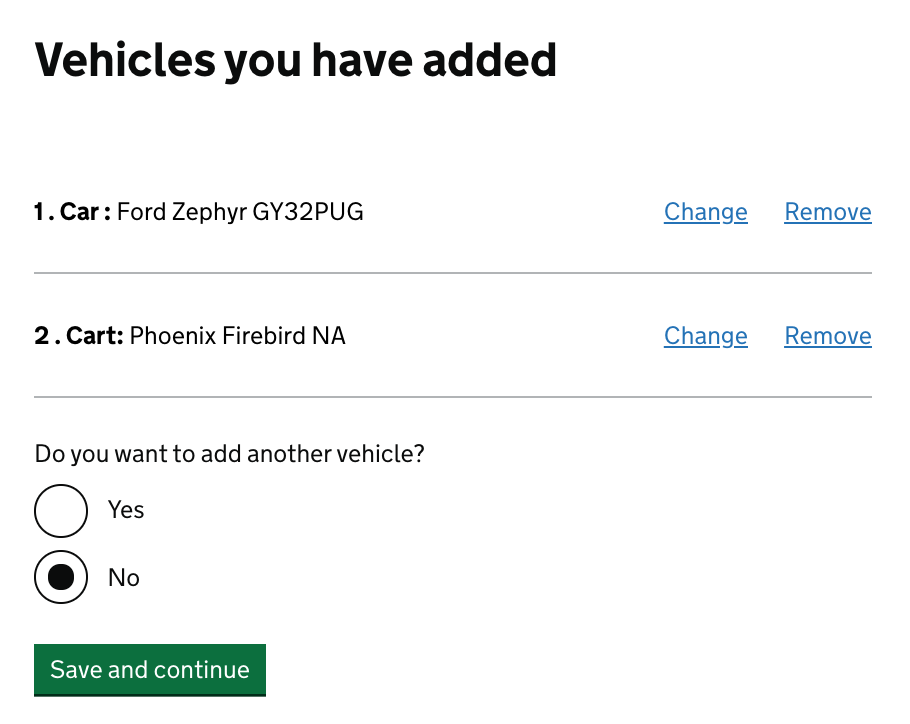 Vehicles you have added
1 . Car : Ford Zephyr GY32PUG Change Remove
2 . Cart: Phoenix Firebird NA Change Remove
Do you want to add another vehicle?
Yes
No
Save and continue